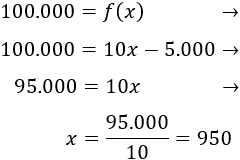 100.000 = f(x) →
100.000 = 10x − 5.000 →
95.000 = 10x →
x = 95.000/10 = 950